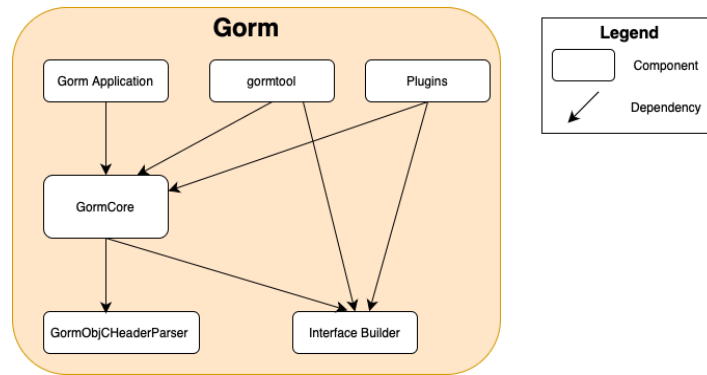 Gorm
Gorm Application
gormtool
Plugins
GormCore
GormObjCHeaderParser
Interface Builder
Legend
Component
Dependency